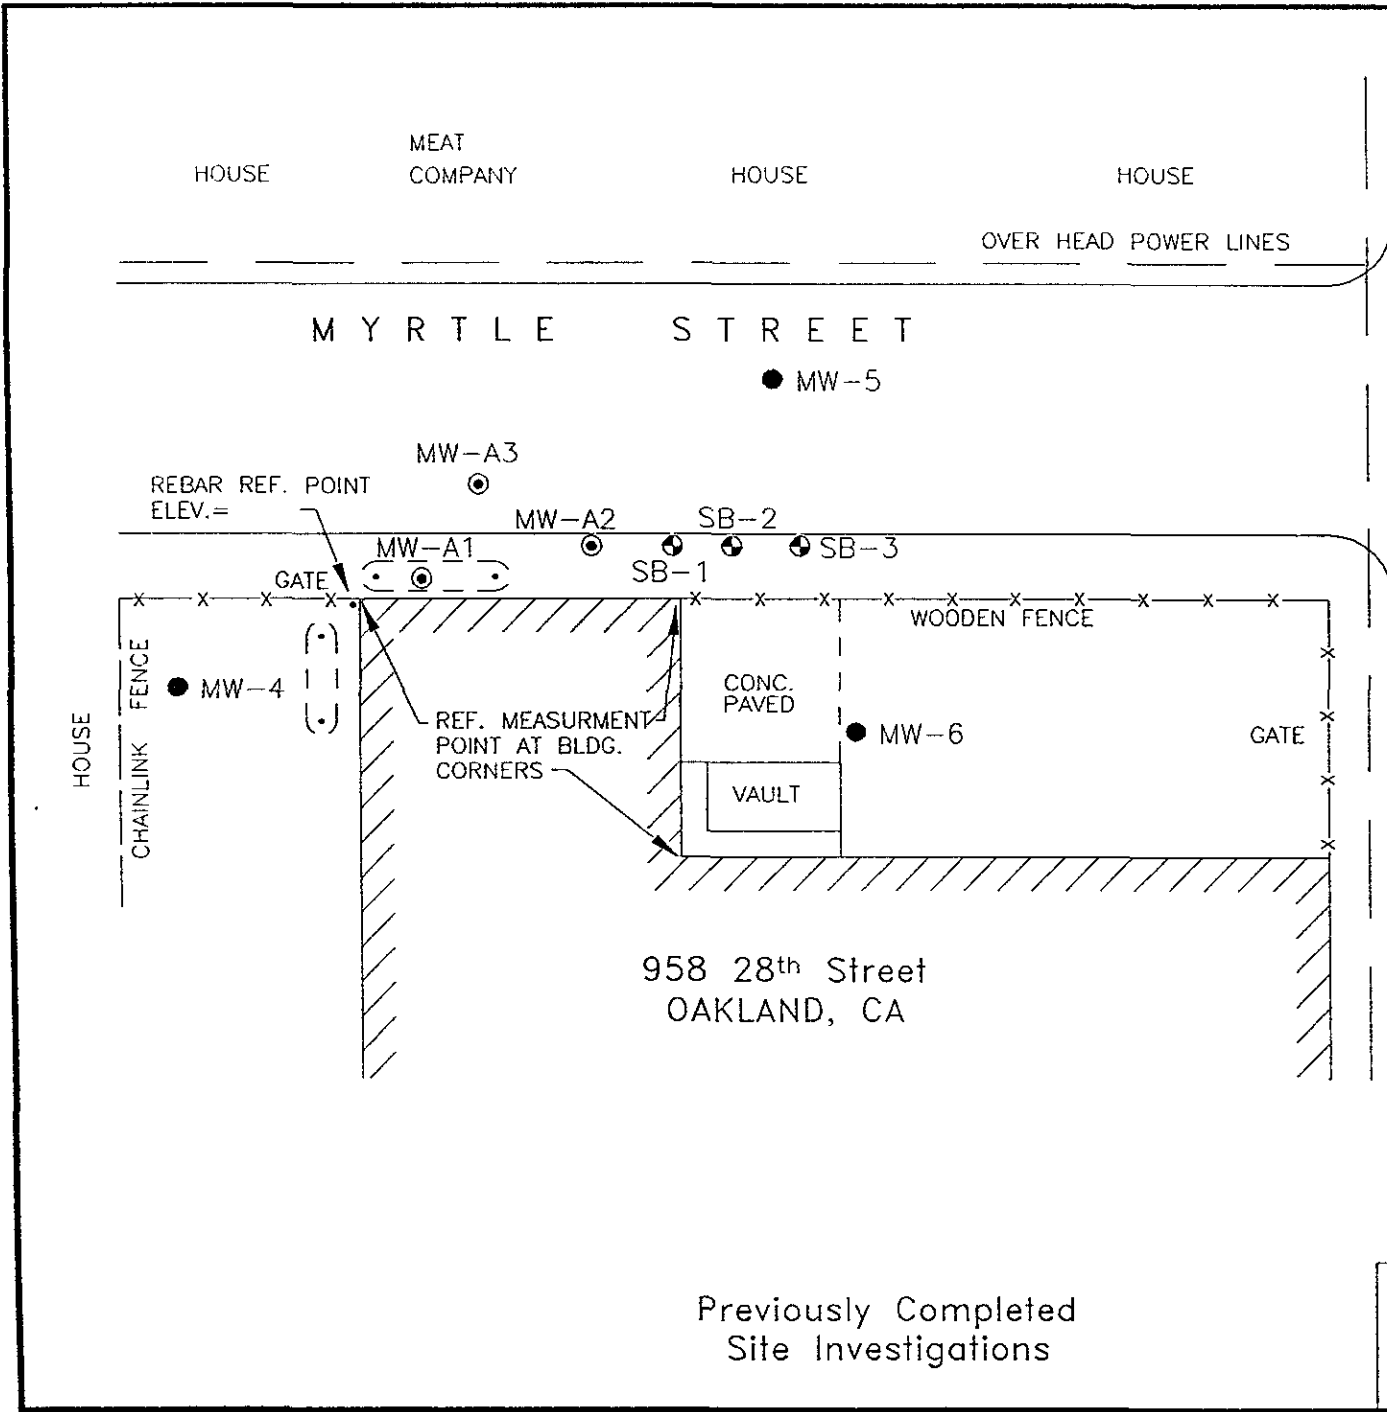 MEAT
COMPANY
HOUSE
HOUSE
HOUSE
OVER HEAD POWER LINES
MYRTLE STREET
MW-5
MW-A3
REBAR REF. POINT
ELEV.=
MW-A2
SB-2
MW-A1
SB-1
SB-3
GATE
WOODEN FENCE
HOUSE
CHAINLINK FENCE
MW-4
CONC.
PAVED
REF. MEASURMENT
POINT AT BLDG.
CORNERS
MW-6
GATE
VAULT
958 28th Street
OAKLAND, CA
Previously Completed
Site Investigations